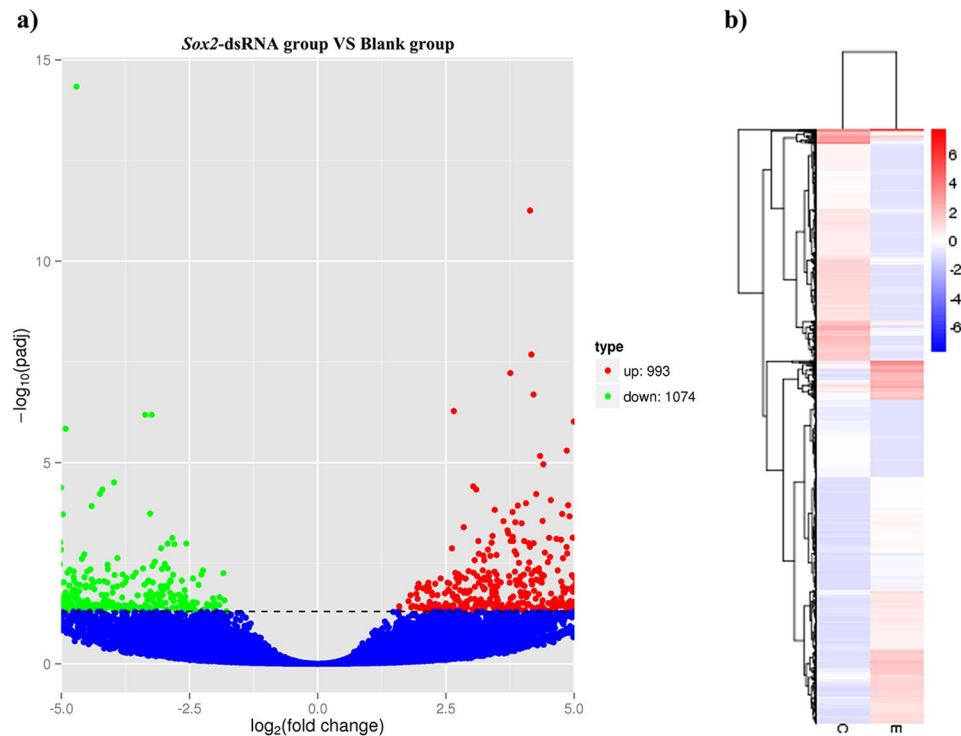 a)
Sox2-dsRNA group VS Blank group
15
10
5
0
−log10(padj)
-5.0 -2.5 0.0 2.5 5.0
log2(fold change)
type
up: 993
down: 1074
b)
6
4
2
0
-2
-4
-6
C E